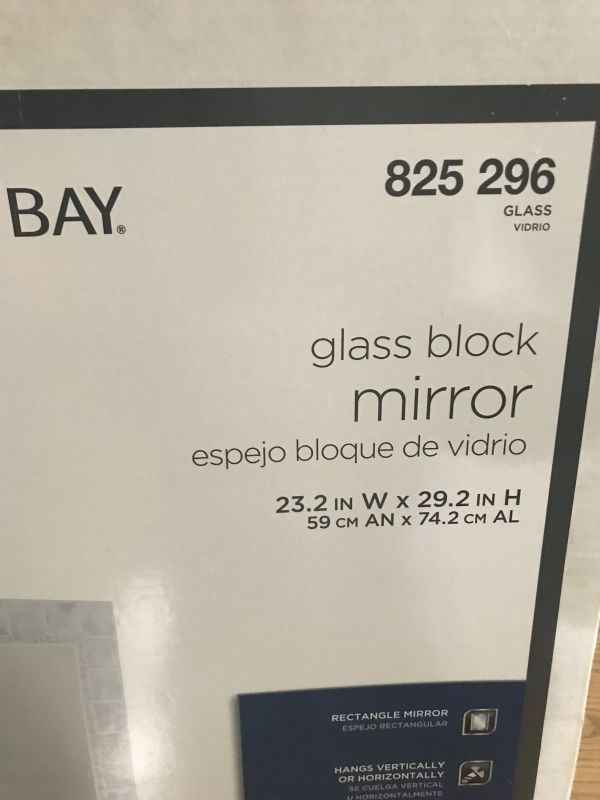 BAY®
825 296
GLASS
VIDRIO
glass block
mirror
espejo bloque de vidrio
23.2 IN W x 29.2 IN H
59 CM AN x 74.2 CM AL
RECTANGLE MIRROR
ESPEJO RECTANGULAR
HANGS VERTICALLY
OR HORIZONTALLY
SE CUELGA VERTICAL
U HORIZONTALMENTE